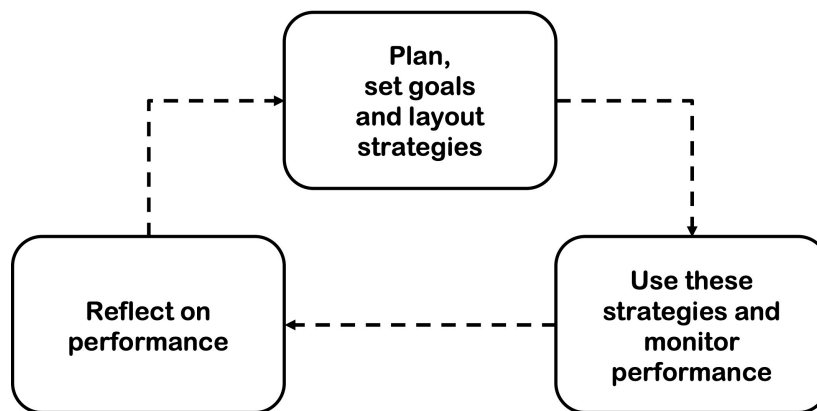 Plan,
set goals
and layout
strategies
Use these
strategies and
monitor
performance
Reflect on
performance